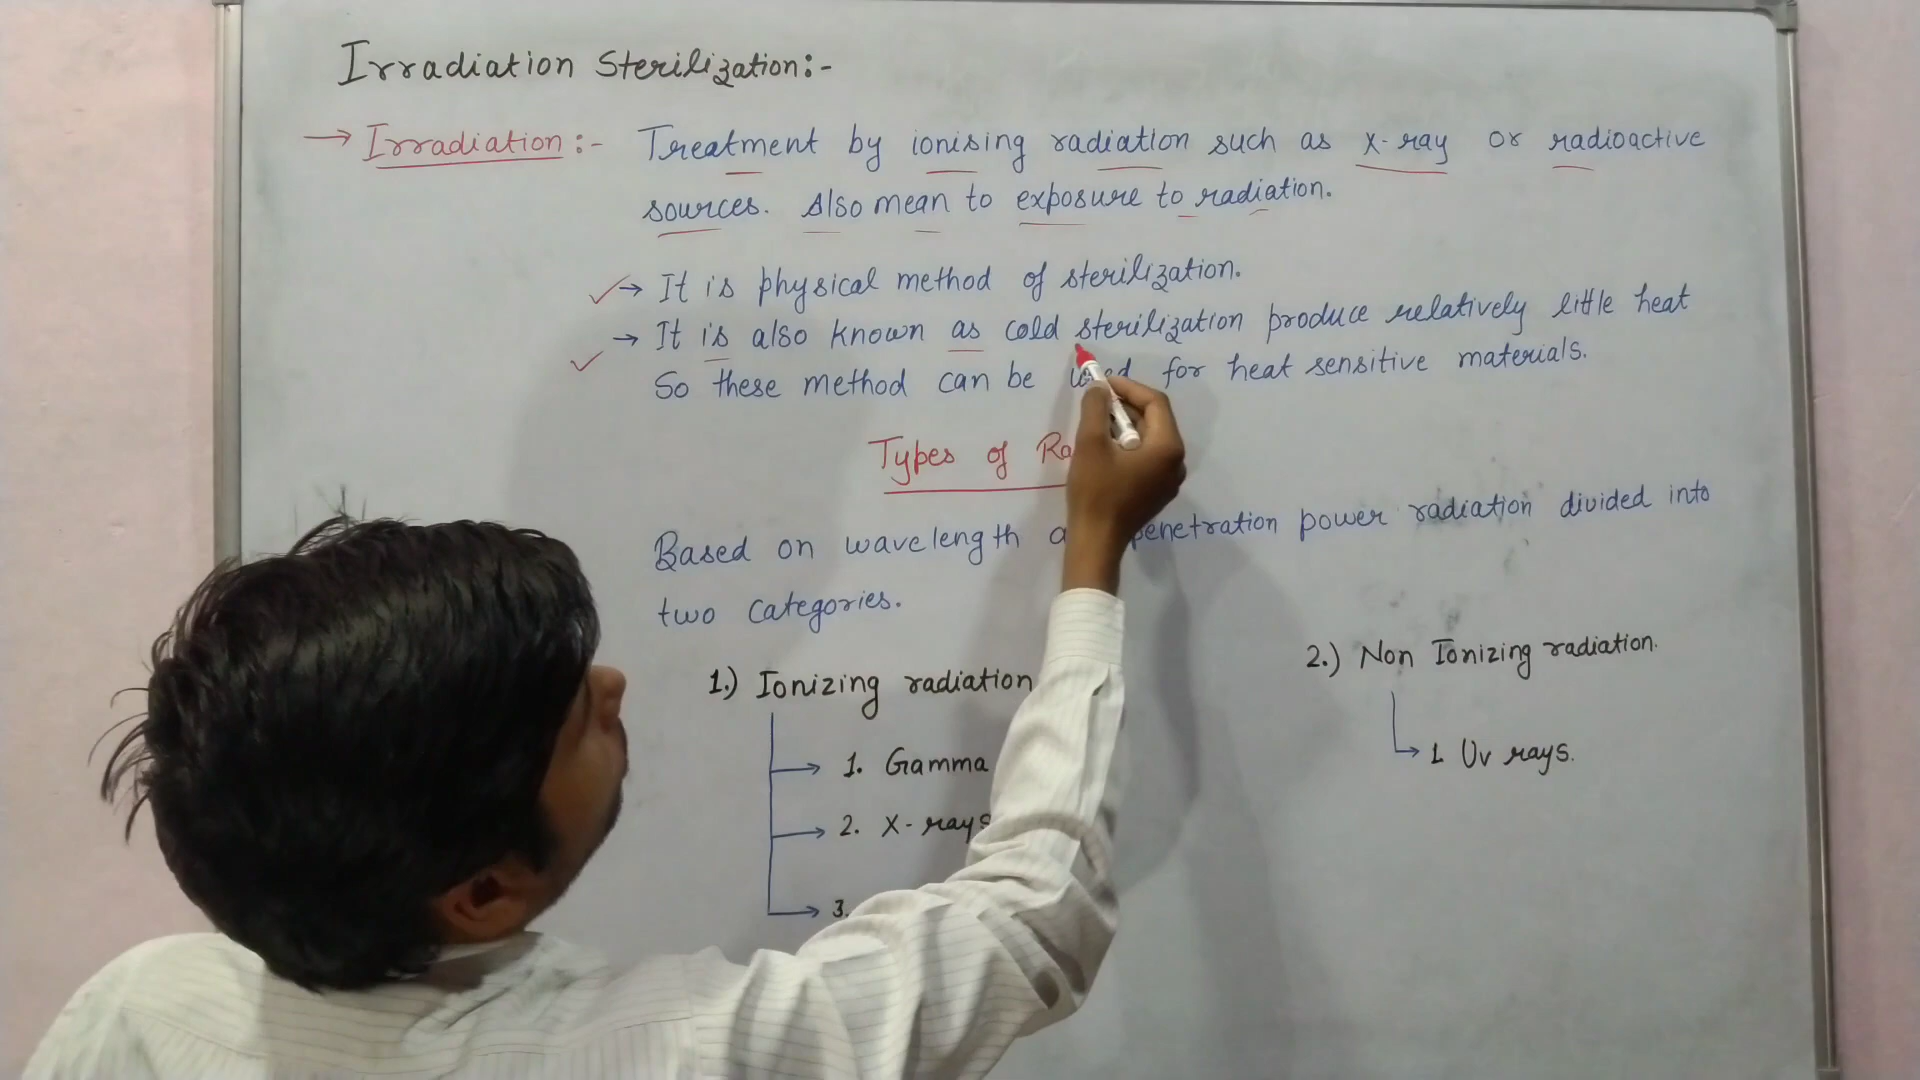 Irradiation Sterilization:-
→ Irradiation :- Treatment by ionising radiation such as X-ray or radioactive
sources. Also mean to exposure to radiation.
✓→ It is physical method of sterilization.
✓ → It is also known as cold sterilization produce relatively little heat
So these method can be used for heat sensitive materials.
Types of
Based on wavelength penetration power radiation divided into
two categories.
1.) Ionizing radiation
1. Gamma
2. X-rays
3.
2.) Non Ionizing radiation.
1. Uv rays.